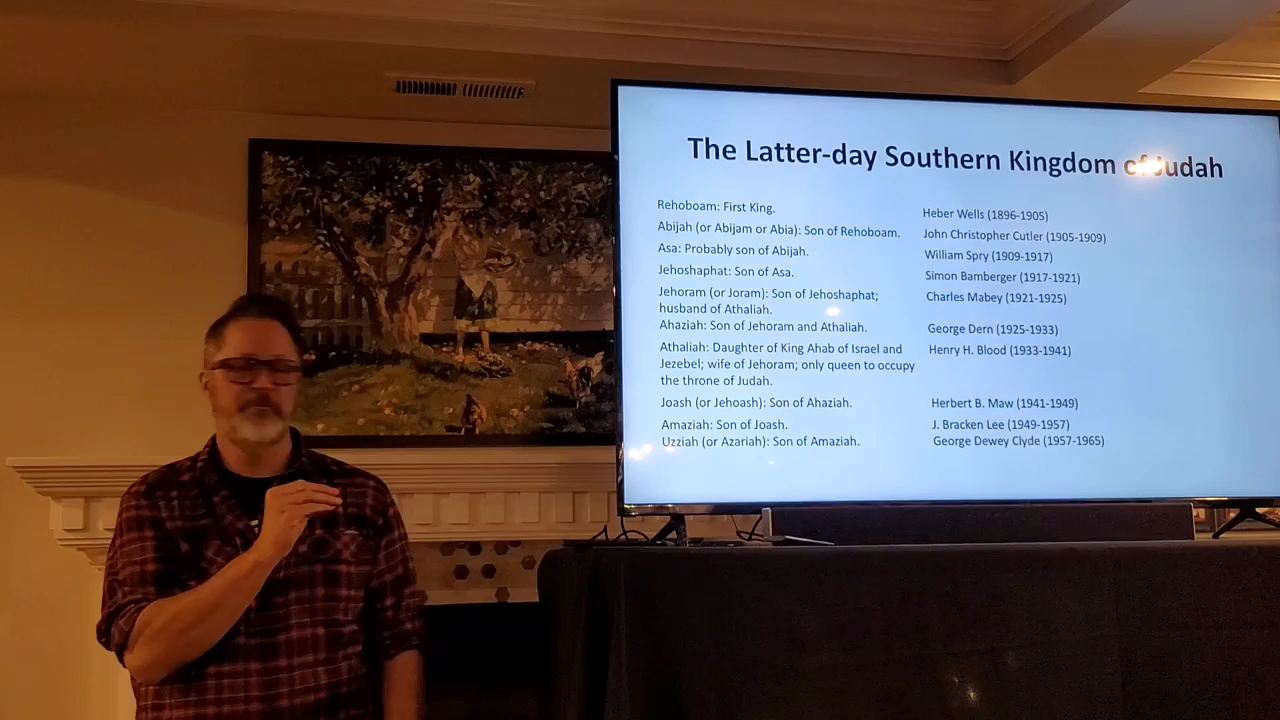 The Latter-day Southern Kingdom of Judah
Rehoboam: First King.
Heber Wells (1896-1905)
Abijah (or Abijam or Abia): Son of Rehoboam.
John Christopher Cutler (1905-1909)
Asa: Probably son of Abijah.
William Spry (1909-1917)
Jehoshaphat: Son of Asa.
Simon Bamberger (1917-1921)
Jehoram (or Joram): Son of Jehoshaphat;
husband of Athaliah.
Charles Mabey (1921-1925)
Ahaziah: Son of Jehoram and Athaliah.
George Dern (1925-1933)
Athaliah: Daughter of King Ahab of Israel and
Jezebel; wife of Jehoram; only queen to occupy
the throne of Judah.
Henry H. Blood (1933-1941)
Joash (or Jehoash): Son of Ahaziah.
Herbert B. Maw (1941-1949)
Amaziah: Son of Joash.
J. Bracken Lee (1949-1957)
Uzziah (or Azariah): Son of Amaziah.
George Dewey Clyde (1957-1965)